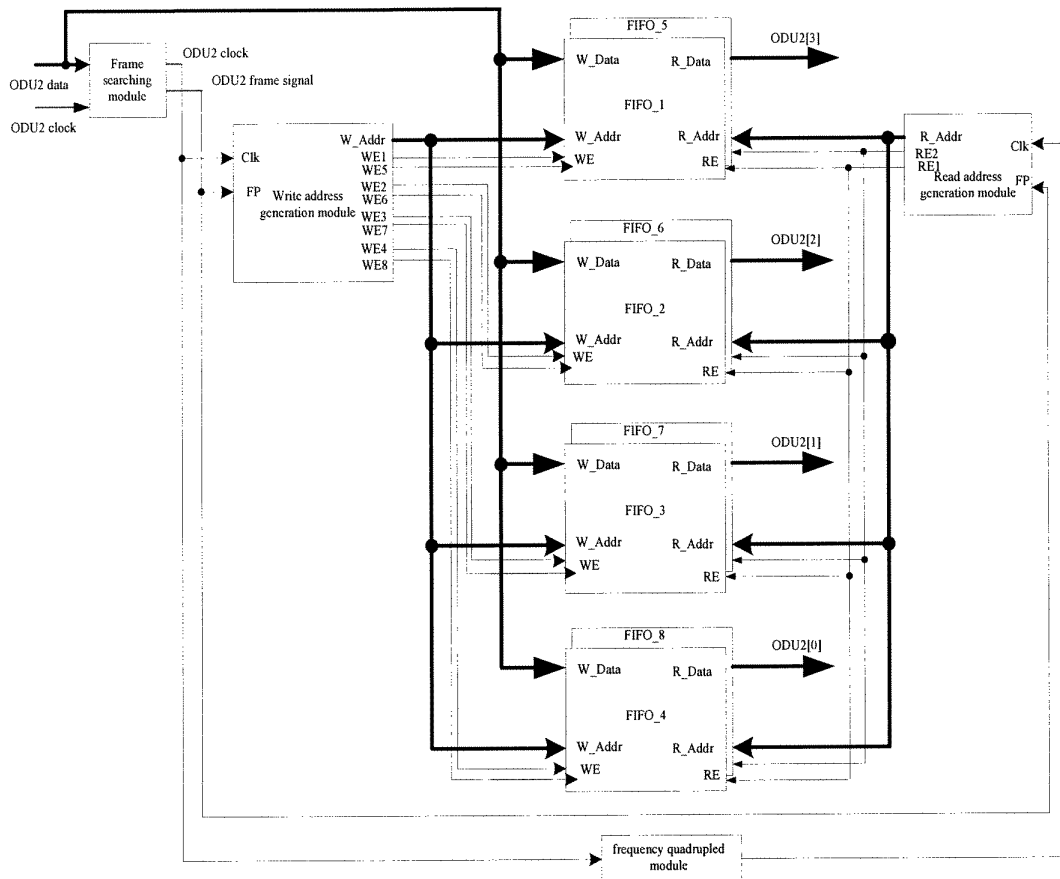 ODU2 data
ODU2 clock
Frame
searching
module
ODU2 clock
ODU2 frame signal
Clk
FP
Write address
generation module
W_Addr
WE1
WE5
WE2
WE6
WE3
WE7
WE4
WE8
FIFO_5
W_Data
R_Data
FIFO_1
W_Addr
R_Addr
WE
RE
ODU2[3]
FIFO_6
W_Data
R_Data
FIFO_2
W_Addr
R_Addr
WE
RE
ODU2[2]
FIFO_7
W_Data
R_Data
FIFO_3
W_Addr
R_Addr
WE
RE
ODU2[1]
FIFO_8
W_Data
R_Data
FIFO_4
W_Addr
R_Addr
WE
RE
ODU2[0]
R_Addr
RE2
RE1
Clk
FP
Read address
generation module
frequency quadrupled
module